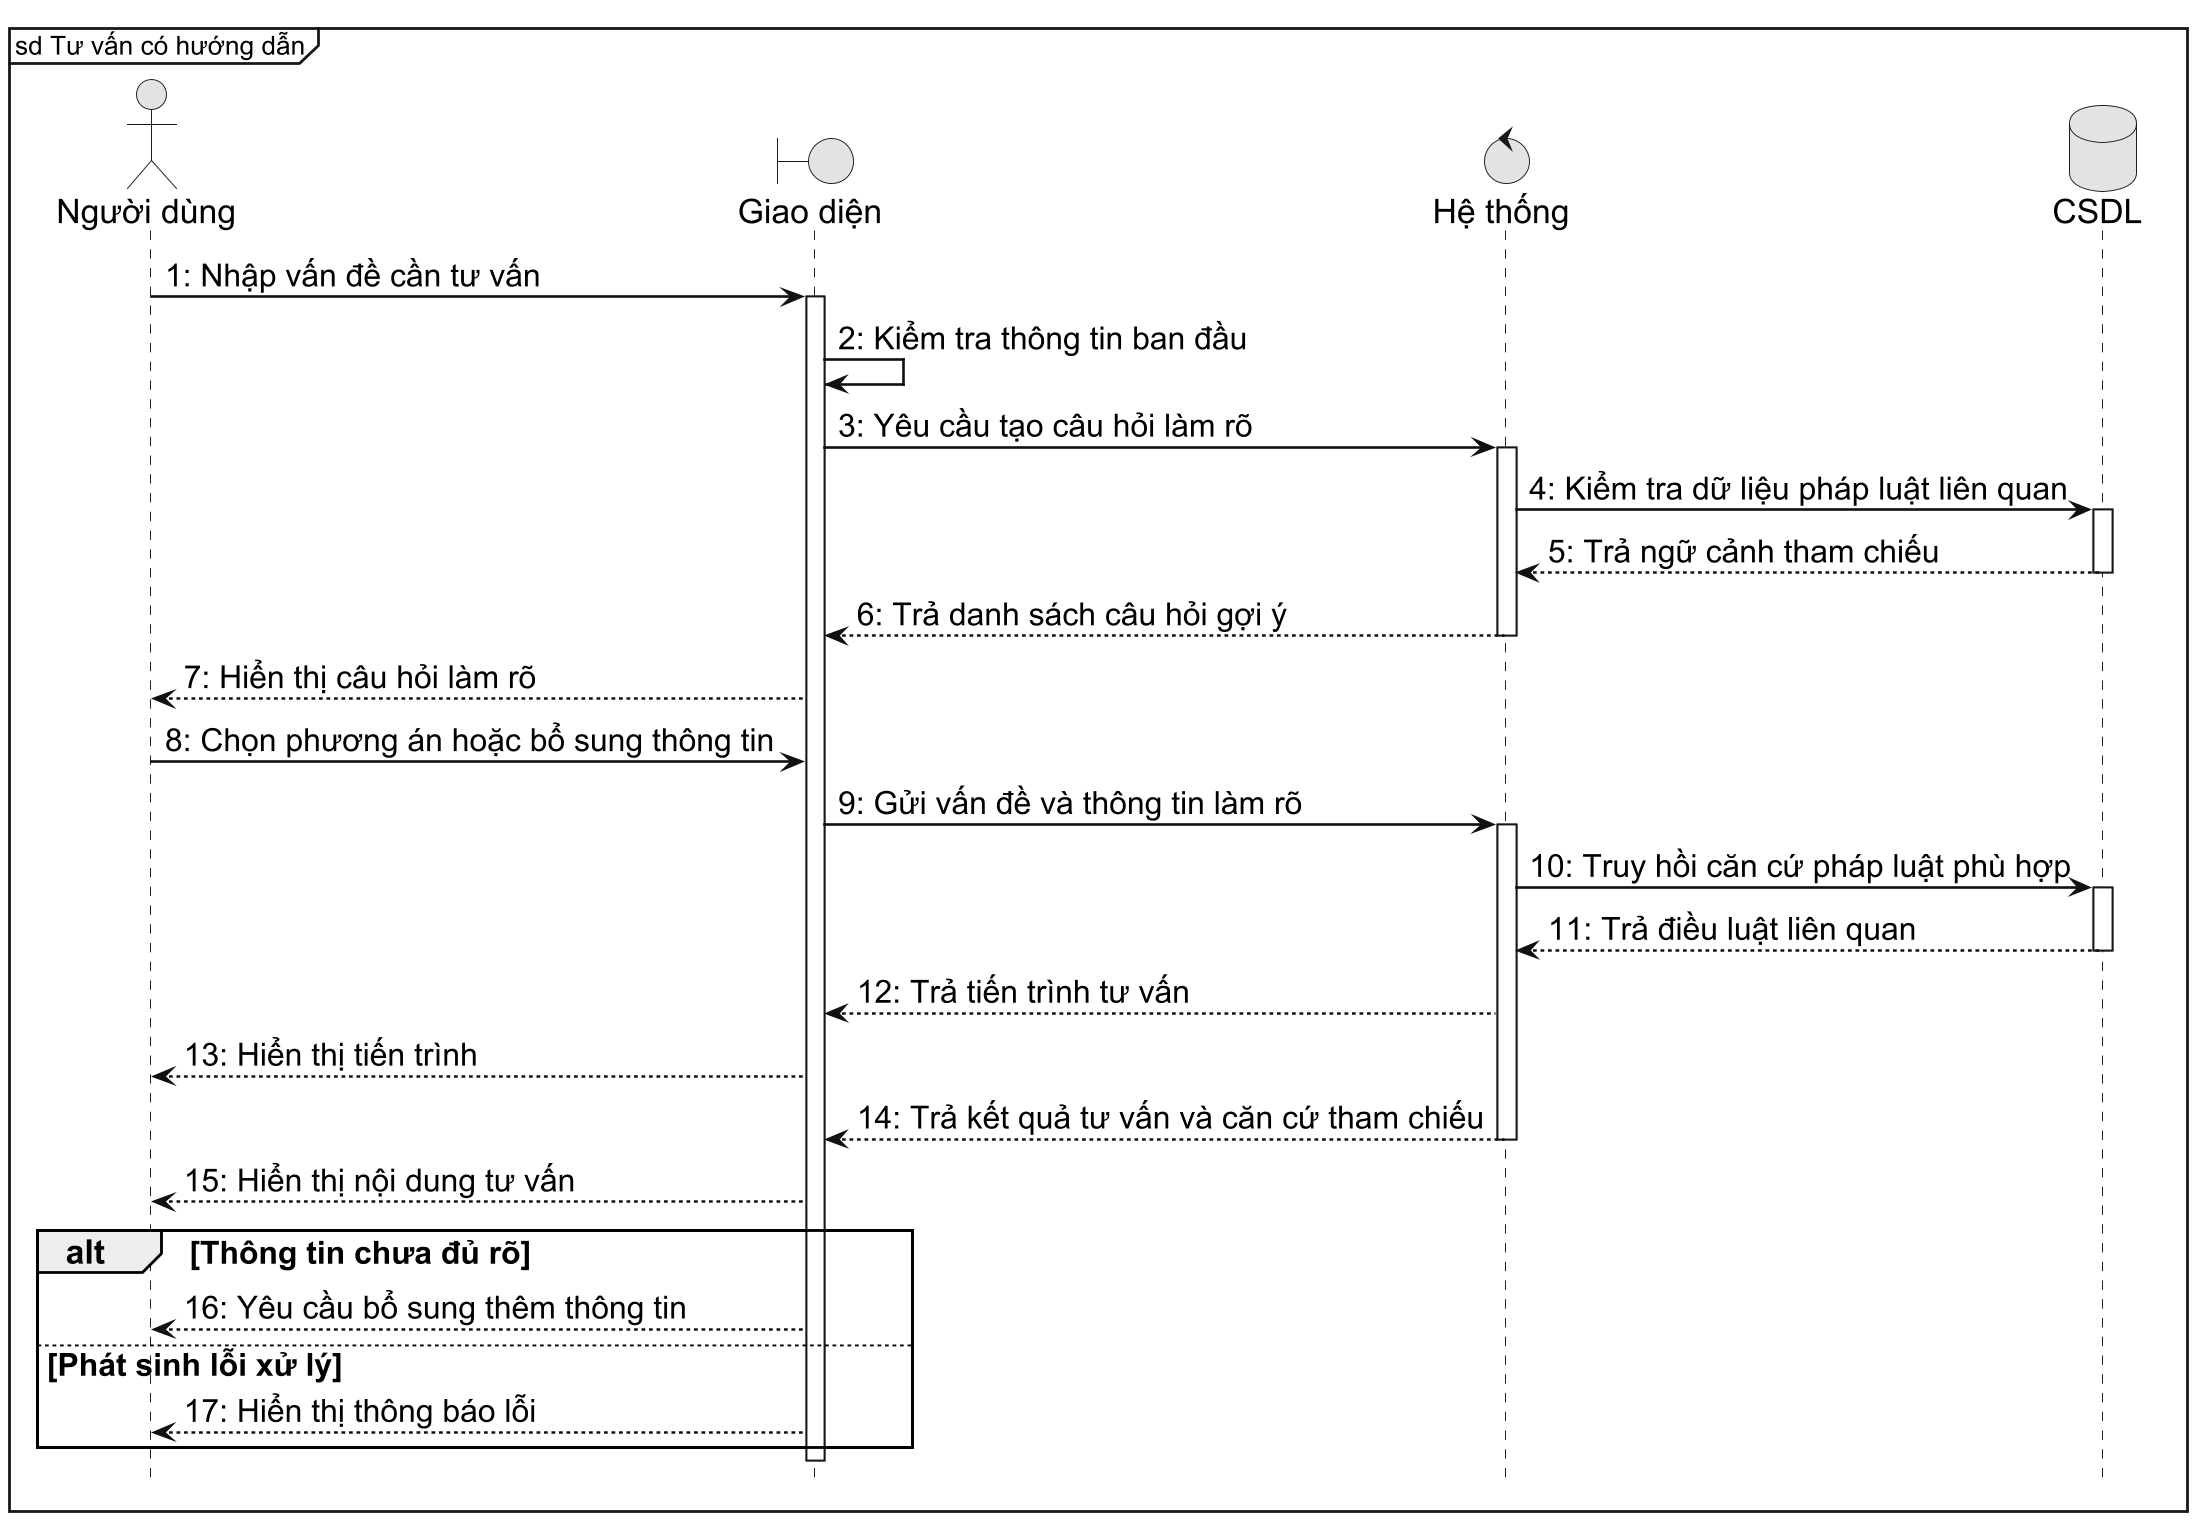 sd Tư vấn có hướng dẫn
Người dùng
Giao diện
Hệ thống
CSDL
1: Nhập vấn đề cần tư vấn
2: Kiểm tra thông tin ban đầu
3: Yêu cầu tạo câu hỏi làm rõ
4: Kiểm tra dữ liệu pháp luật liên quan
5: Trả ngữ cảnh tham chiếu
6: Trả danh sách câu hỏi gợi ý
7: Hiển thị câu hỏi làm rõ
8: Chọn phương án hoặc bổ sung thông tin
9: Gửi vấn đề và thông tin làm rõ
10: Truy hồi căn cứ pháp luật phù hợp
11: Trả điều luật liên quan
12: Trả tiến trình tư vấn
13: Hiển thị tiến trình
14: Trả kết quả tư vấn và căn cứ tham chiếu
15: Hiển thị nội dung tư vấn
alt [Thông tin chưa đủ rõ]
16: Yêu cầu bổ sung thêm thông tin
[Phát sinh lỗi xử lý]
17: Hiển thị thông báo lỗi